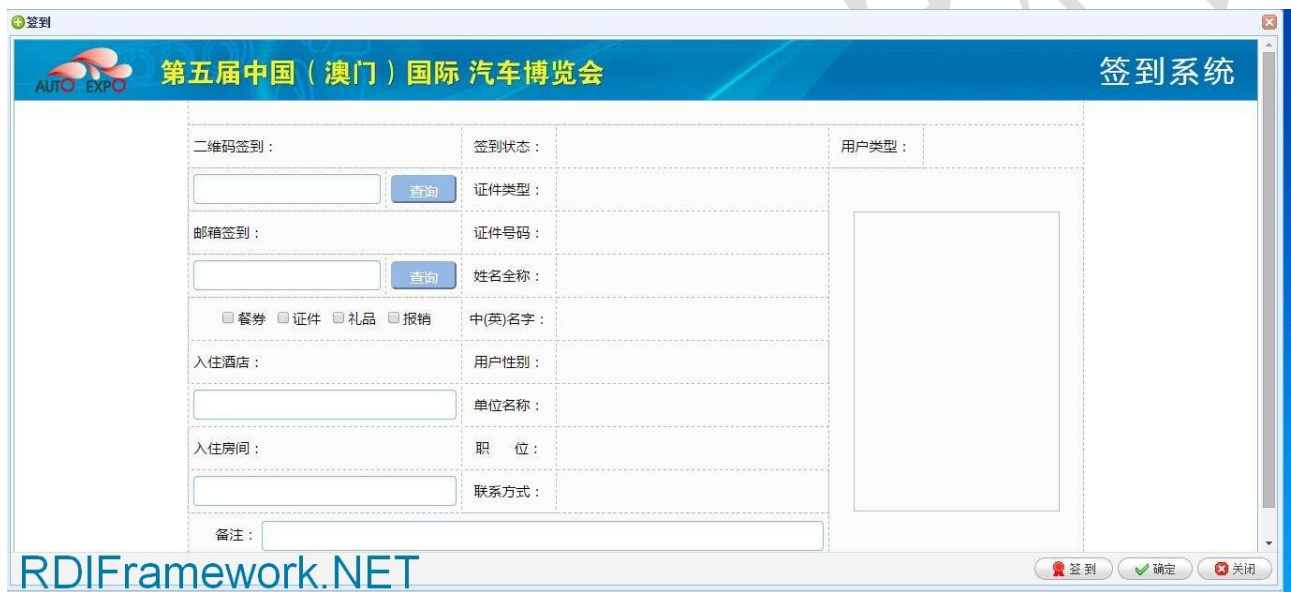 签到
AUTO EXPO 第五届中国（澳门）国际 汽车博览会 签到系统
二维码签到： 签到状态： 用户类型：
查询 证件类型：
邮箱签到： 证件号码：
查询 姓名全称：
餐券 证件 礼品 报销 中(英)名字：
入住酒店： 用户性别：
单位名称：
入住房间： 职 位：
联系方式：
备注：
RDIFramework.NET
签 到 确定 关闭